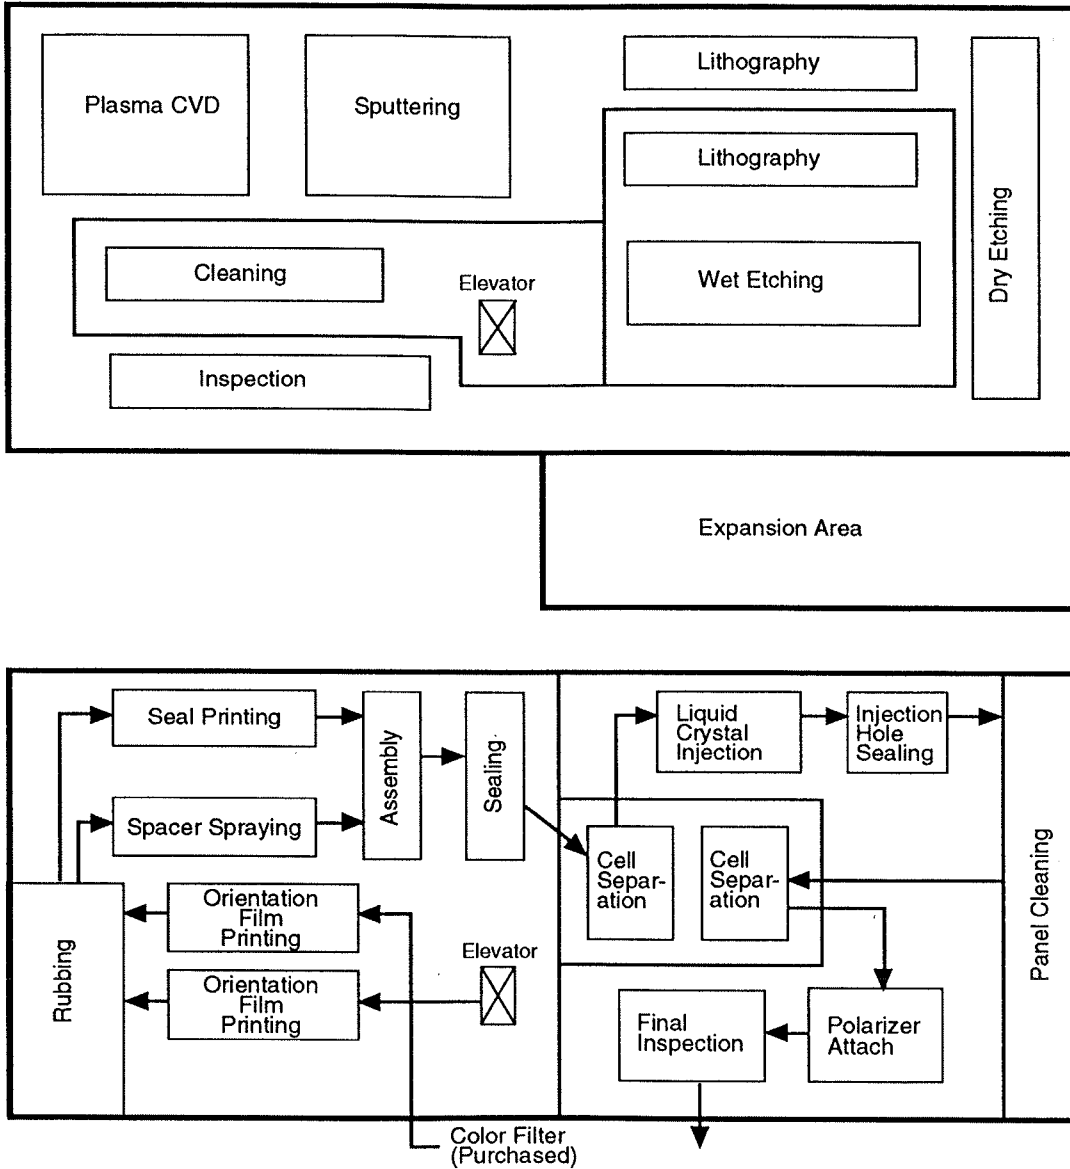 Plasma CVD
Sputtering
Lithography
Lithography
Dry Etching
Cleaning
Elevator
Wet Etching
Inspection
Expansion Area
Seal Printing
Assembly
Sealing
Liquid
Crystal
Injection
Injection
Hole
Sealing
Spacer Spraying
Cell
Separ-
ation
Cell
Separ-
ation
Panel Cleaning
Rubbing
Orientation
Film
Printing
Elevator
Orientation
Film
Printing
Final
Inspection
Polarizer
Attach
Color Filter
(Purchased)